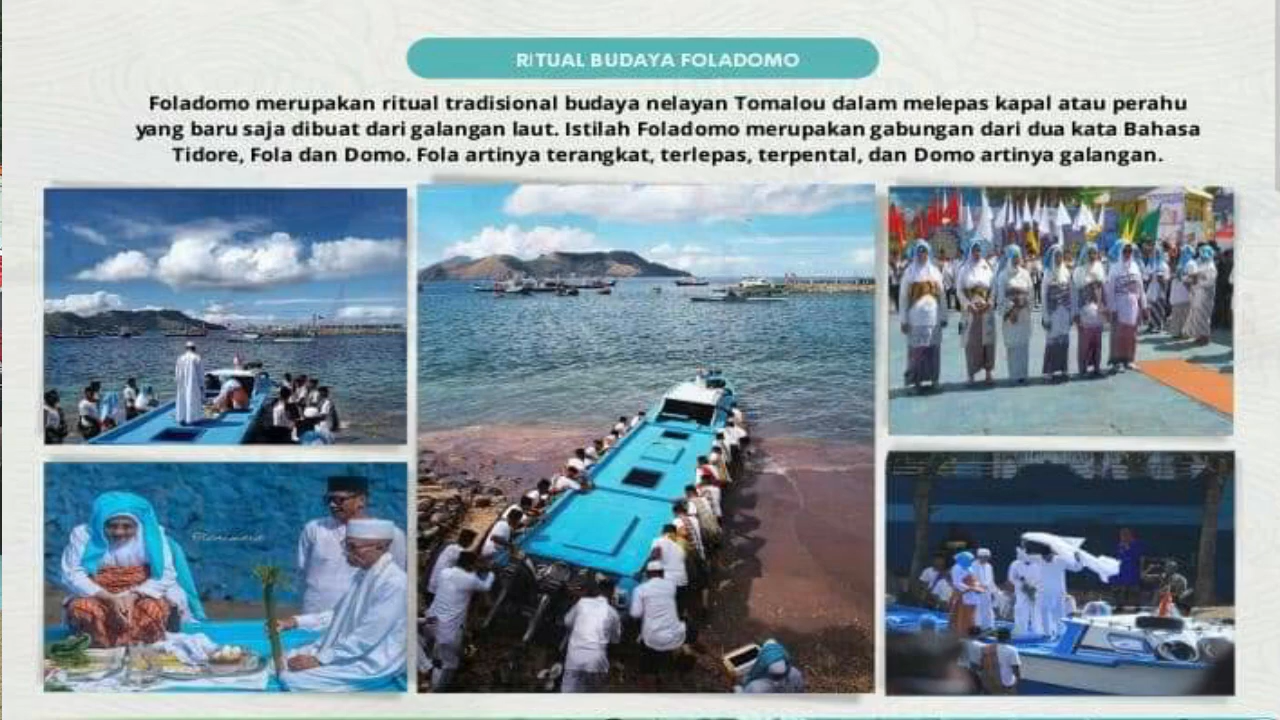 RITUAL BUDAYA FOLADOMO
Foladomo merupakan ritual tradisional budaya nelayan Tomalou dalam melepas kapal atau perahu
yang baru saja dibuat dari galangan laut. Istilah Foladomo merupakan gabungan dari dua kata Bahasa
Tidore, Fola dan Domo. Fola artinya terangkat, terlepas, terpental, dan Domo artinya galangan.